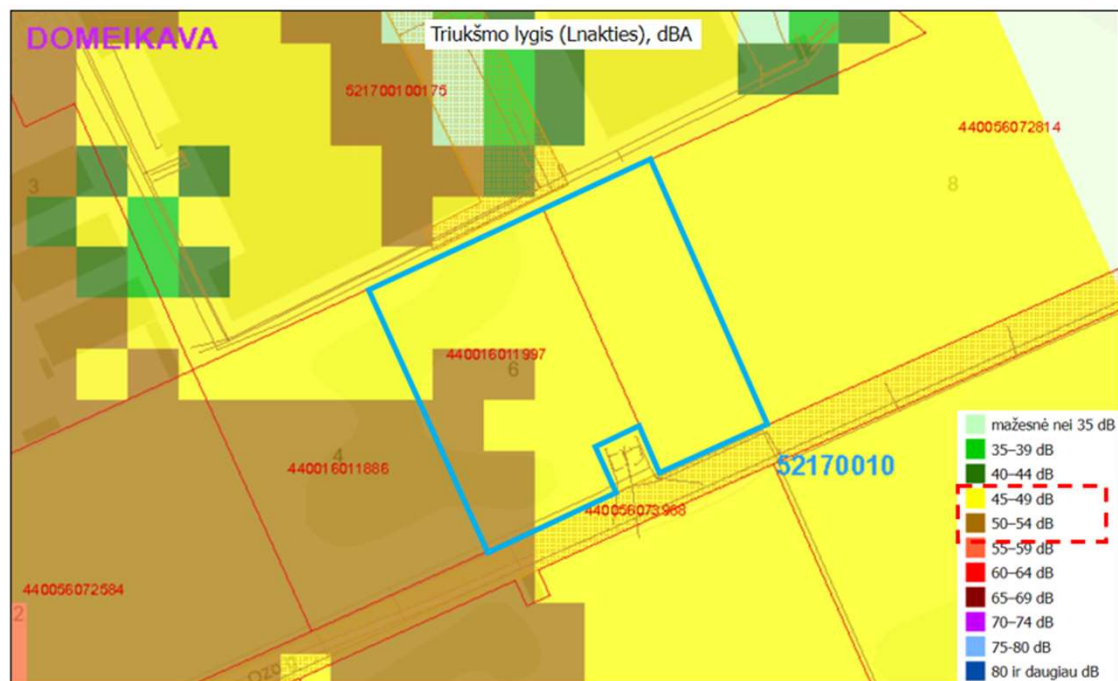 DOMEIKAVA
Triukšmo lygis (Lnakties), dBA
521700100175
440056072814
3
8
440016011997
6
4
440016011886
52170010
440056073988
440056072584
2
mažesnė nei 35 dB
35–39 dB
40–44 dB
45–49 dB
50–54 dB
55–59 dB
60–64 dB
65–69 dB
70–74 dB
75-80 dB
80 ir daugiau dB